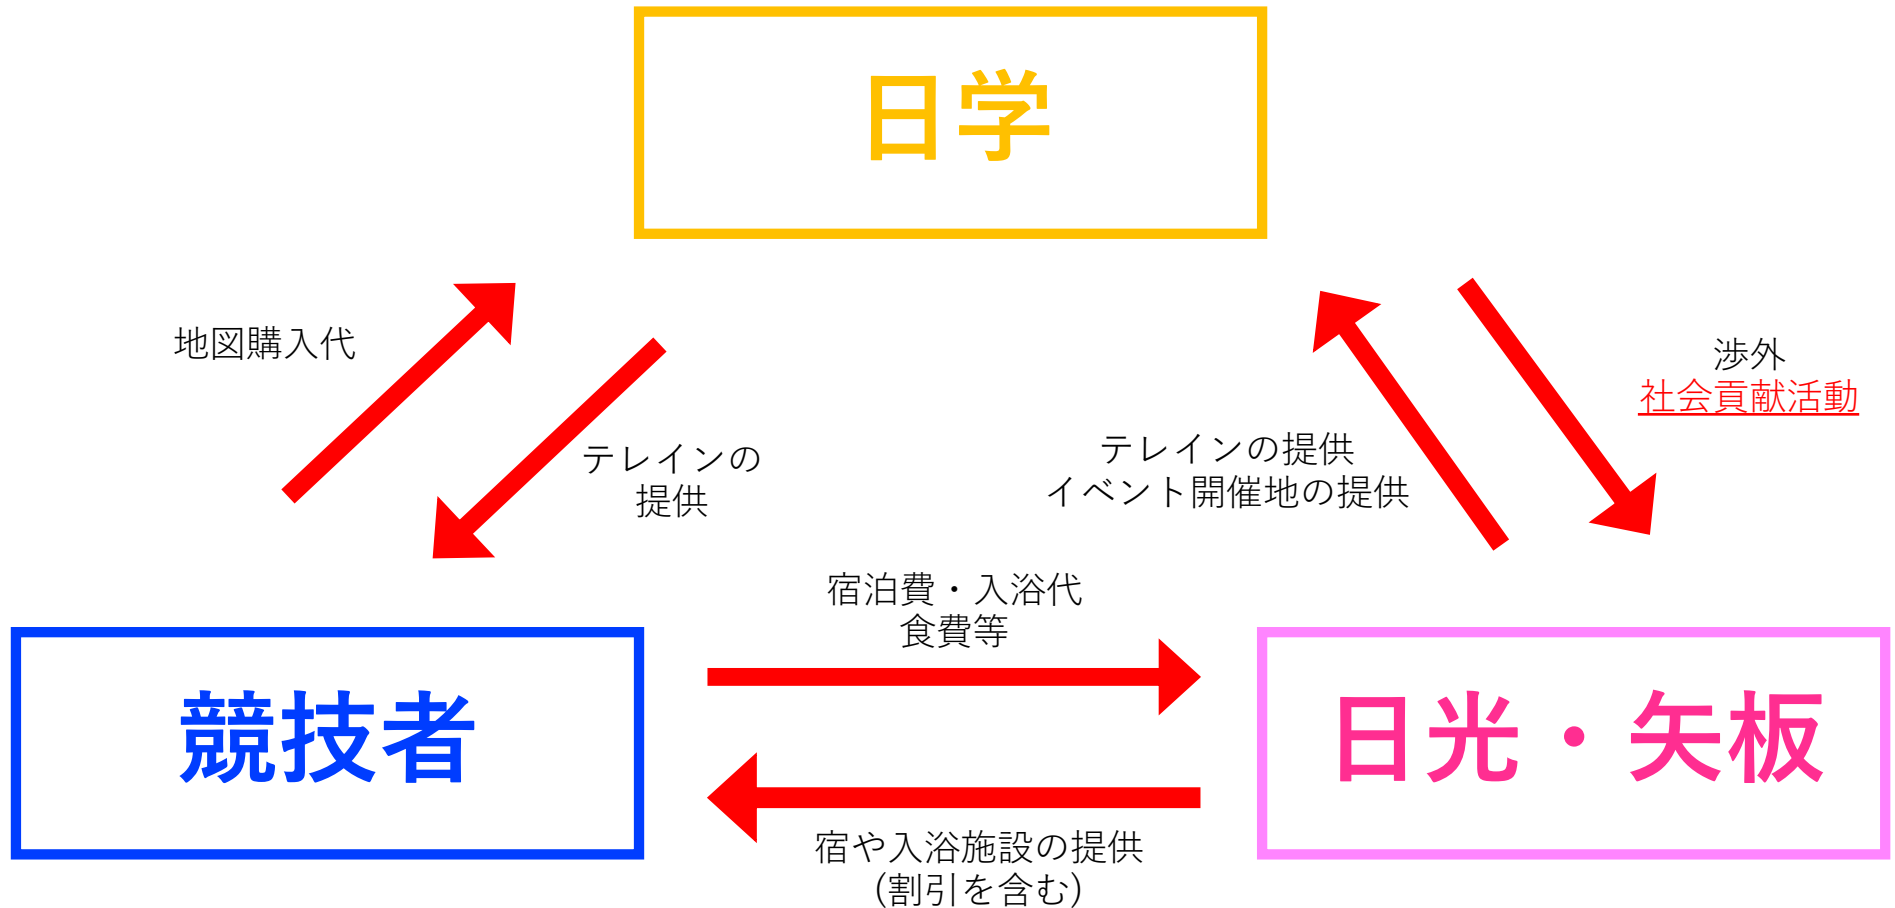 日学
地図購入代
渉外
社会貢献活動
テレインの
提供
テレインの提供
イベント開催地の提供
宿泊費・入浴代
食費等
競技者
日光・矢板
宿や入浴施設の提供
(割引を含む)